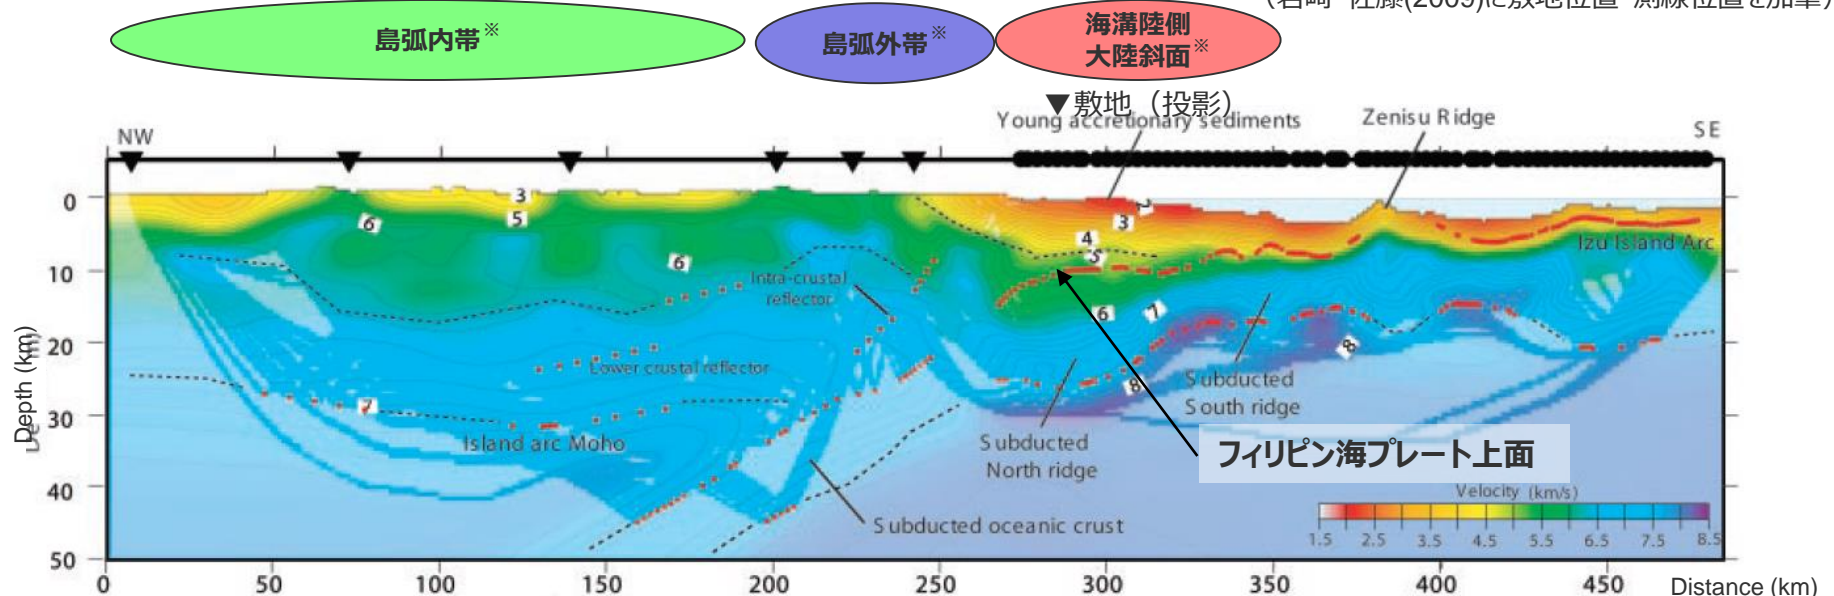 (岩崎・佐藤(2009)に敷地位置・測線位置を加筆)
島弧内帯※
島弧外帯※
海溝陸側
大陸斜面※
▼敷地（投影）
Young accretionary sediments
Zenisu Ridge
NW
SE
0
10
20
30
40
50
Depth (km)
3
5
6
6
7
2
3
4
5
6
7
8
8
Intra-crustal
reflector
Lower crustal reflector
Island arc Moho
Izu Island Arc
Subducted
South ridge
Subducted
North ridge
フィリピン海プレート上面
Subducted oceanic crust
Velocity (km/s)
1.5 2.5 3.5 4.5 5.5 6.5 7.5 8.5
0 50 100 150 200 250 300 350 400 450 Distance (km)